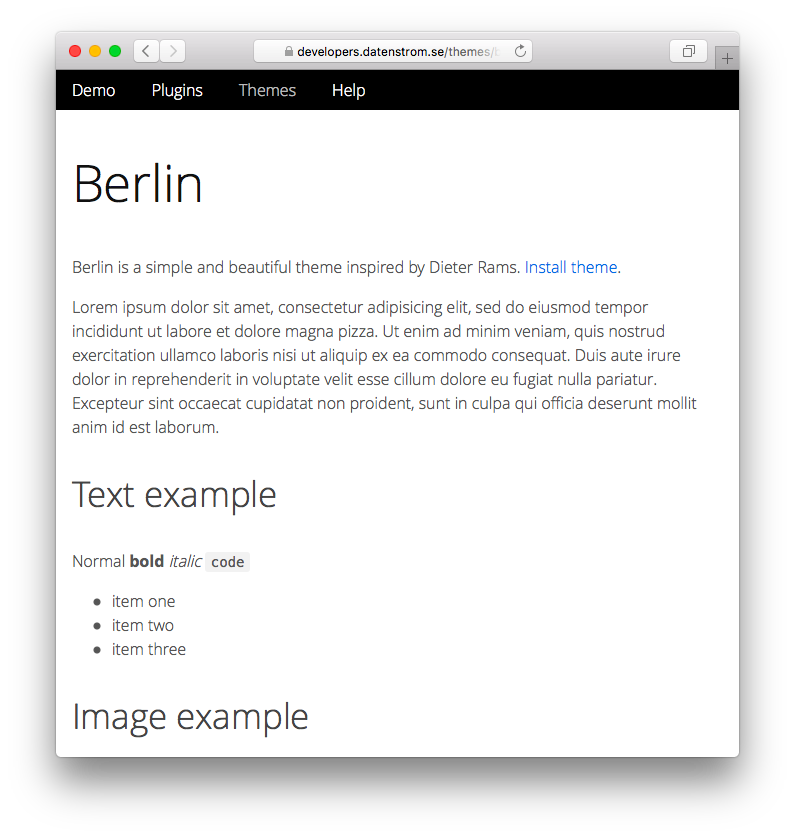 developers.datenstrom.se/themes/
Demo Plugins Themes Help
Berlin
Berlin is a simple and beautiful theme inspired by Dieter Rams. Install theme.
Lorem ipsum dolor sit amet, consectetur adipisicing elit, sed do eiusmod tempor
incididunt ut labore et dolore magna pizza. Ut enim ad minim veniam, quis nostrud
exercitation ullamco laboris nisi ut aliquip ex ea commodo consequat. Duis aute irure
dolor in reprehenderit in voluptate velit esse cillum dolore eu fugiat nulla pariatur.
Excepteur sint occaecat cupidatat non proident, sunt in culpa qui officia deserunt mollit
anim id est laborum.
Text example
Normal bold italic code
• item one
• item two
• item three
Image example